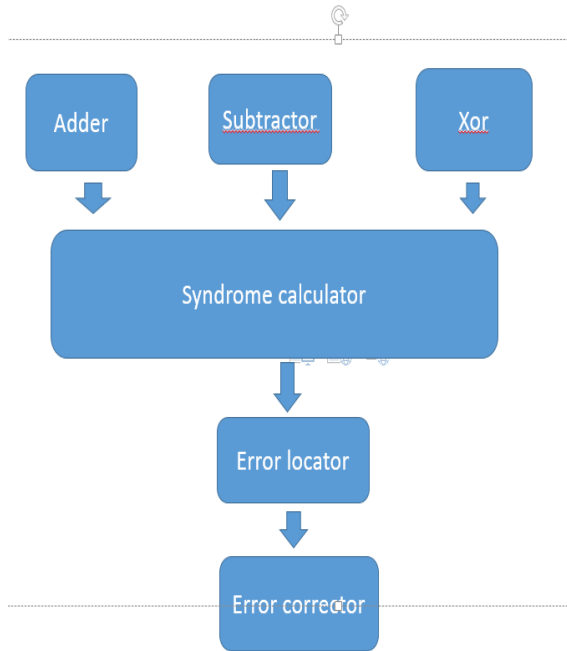 Adder
Subtractor
Xor
Syndrome calculator
Error locator
Error corrector